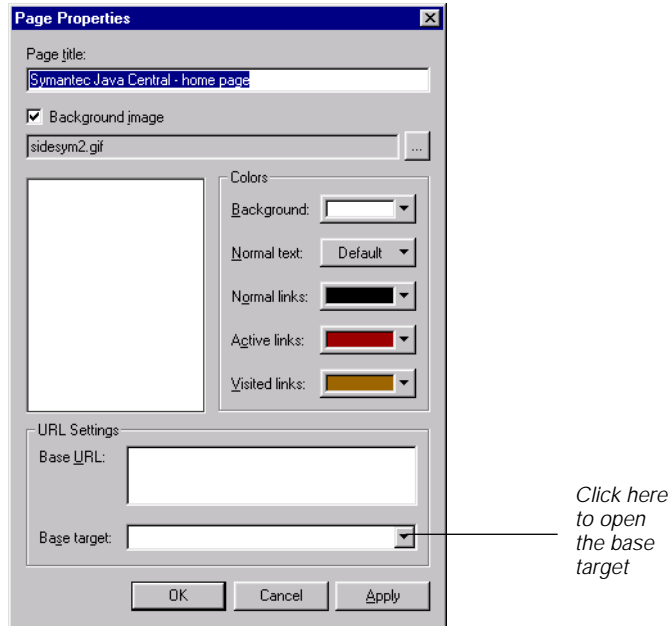 Page Properties
Page title:
Symantec Java Central - home page
Background image
sidesym2.gif
...
Colors
Background:
Normal text: Default
Normal links:
Active links:
Visited links:
URL Settings
Base URL:
Base target:
Click here
to open
the base
target
OK Cancel Apply